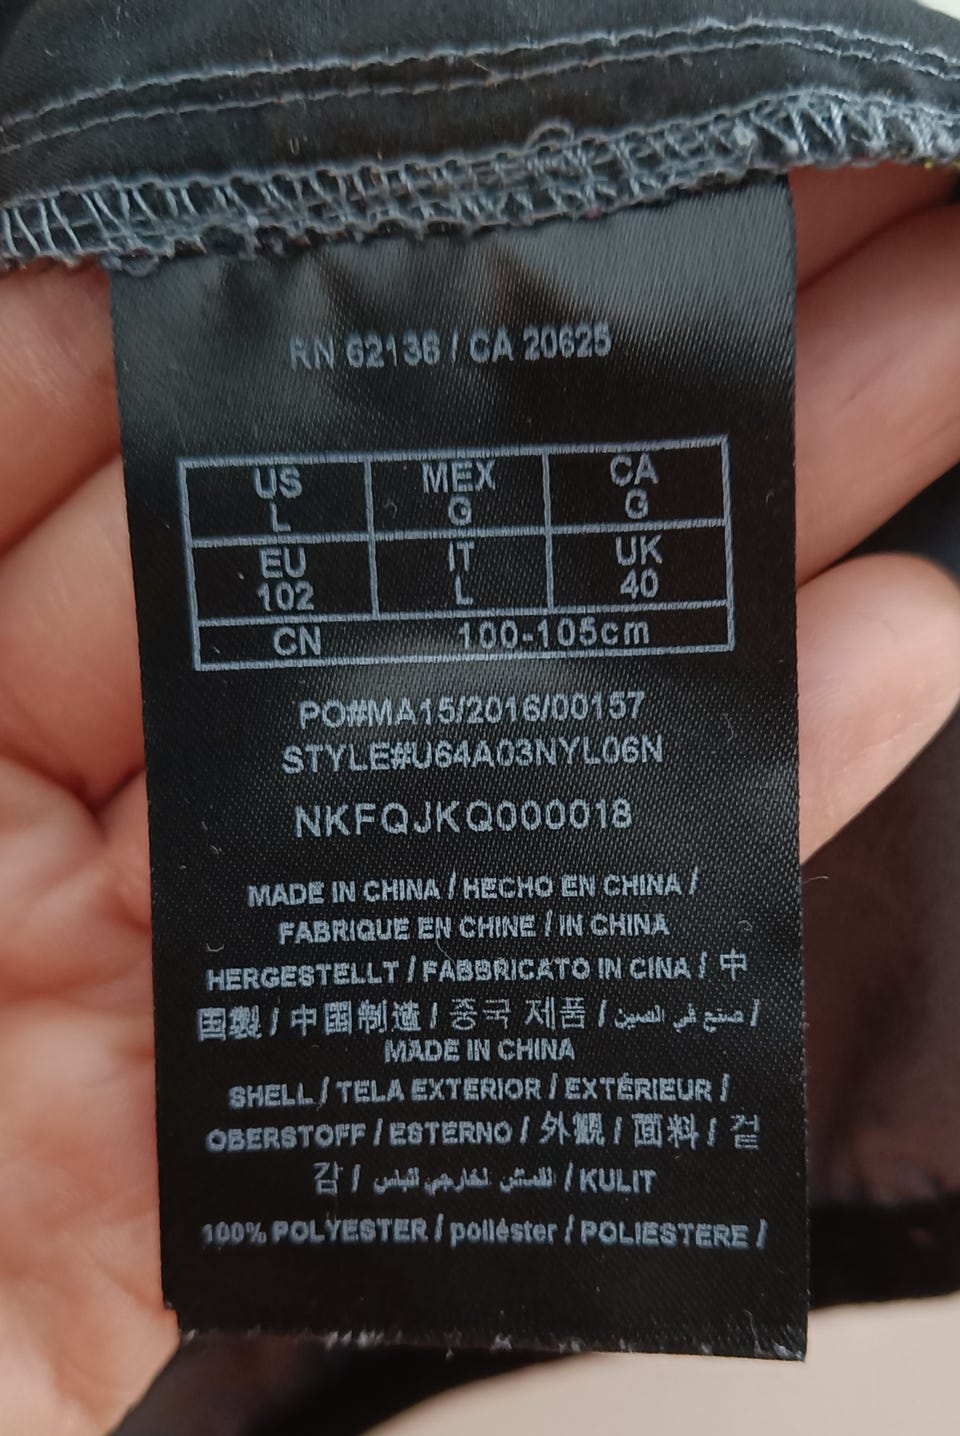 RN 62136 / CA 20625
US MEX CA
L G G
EU IT UK
102 L 40
CN 100-105cm
PO#MA15/2016/00157
STYLE#U64A03NYL06N
NKFQJKQ000018
MADE IN CHINA / HECHO EN CHINA /
FABRIQUE EN CHINE / IN CHINA
HERGESTELLT / FABBRICATO IN CINA / 中
国製 / 中国制造 / 중국 제품 / صنع في الصين /
MADE IN CHINA
SHELL / TELA EXTERIOR / EXTÉRIEUR /
OBERSTOFF / ESTERNO / 外観 / 面料 / 겉
감 / / KULIT
100% POLYESTER / poliéster / POLIESTERE /